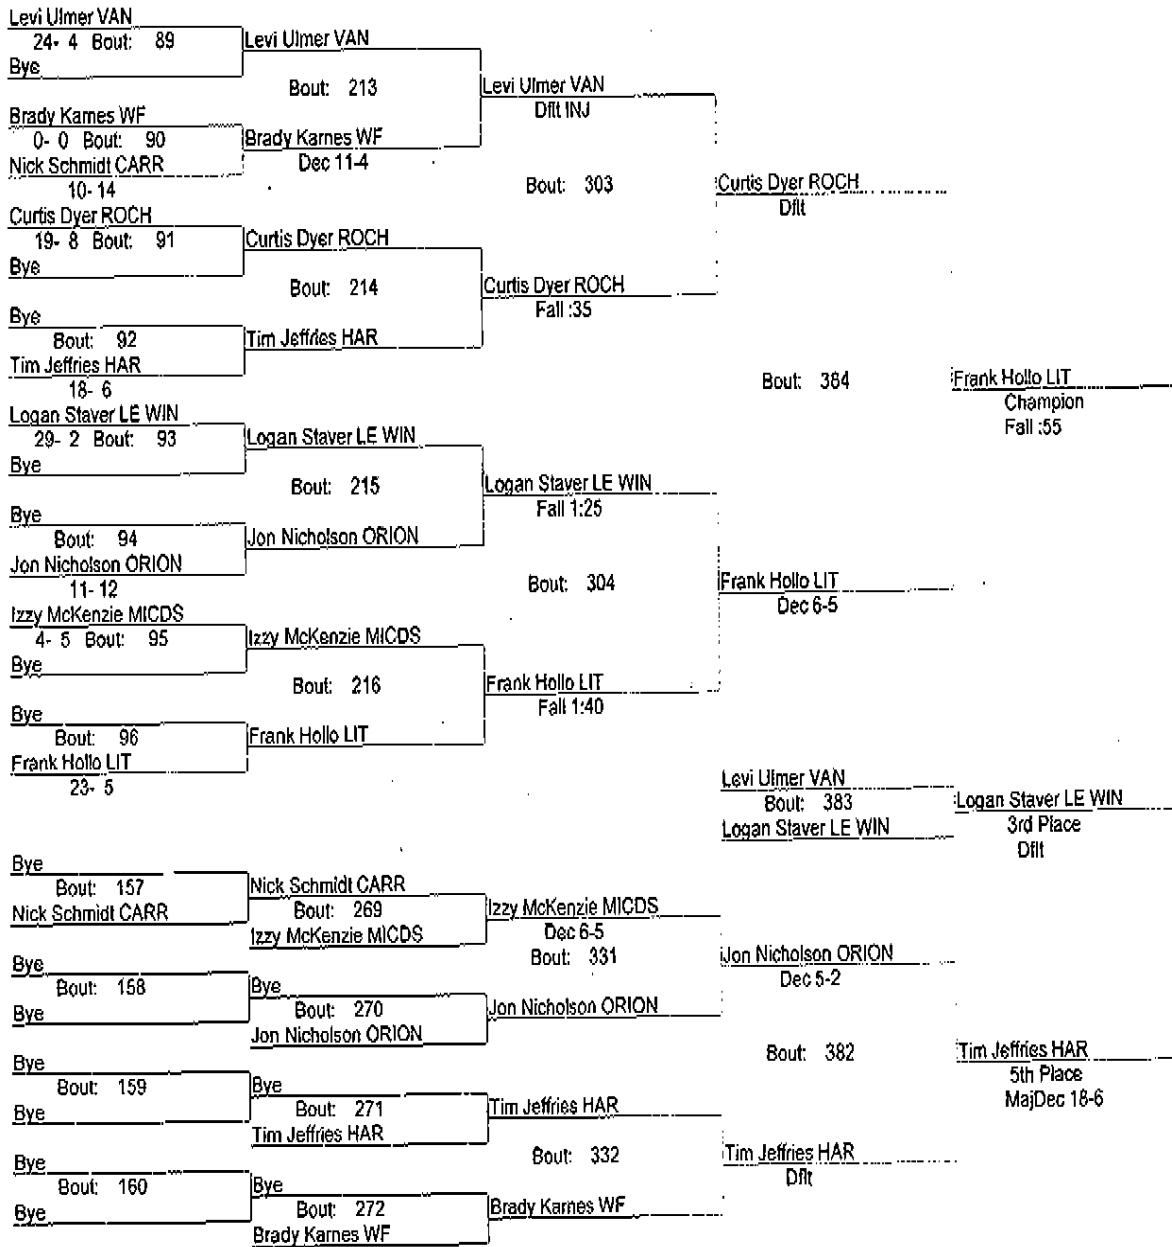 Levi Ulmer VAN
24- 4 Bout: 89
Bye
Levi Ulmer VAN
Bout: 213
Brady Karnes WF
0- 0 Bout: 90
Nick Schmidt CARR
10- 14
Brady Karnes WF
Dec 11-4
Levi Ulmer VAN
Dflt INJ
Bout: 303
Curtis Dyer ROCH
19- 8 Bout: 91
Bye
Curtis Dyer ROCH
Bout: 214
Bye
Bout: 92
Tim Jeffries HAR
18- 6
Tim Jeffries HAR
Curtis Dyer ROCH
Fall :35
Curtis Dyer ROCH
Dflt
Bout: 384
Frank Hollo LIT
Champion
Fall :55
Logan Staver LE WIN
29- 2 Bout: 93
Bye
Logan Staver LE WIN
Bout: 215
Bye
Bout: 94
Jon Nicholson ORION
11- 12
Jon Nicholson ORION
Logan Staver LE WIN
Fall 1:25
Bout: 304
Frank Hollo LIT
Dec 6-5
Izzy McKenzie MICDS
4- 5 Bout: 95
Bye
Izzy McKenzie MICDS
Bout: 216
Bye
Bout: 96
Frank Hollo LIT
23- 5
Frank Hollo LIT
Frank Hollo LIT
Fall 1:40
Levi Ulmer VAN
Bout: 383
Logan Staver LE WIN
Logan Staver LE WIN
3rd Place
Dflt
Bye
Bout: 157
Nick Schmidt CARR
Nick Schmidt CARR
Bout: 269
Izzy McKenzie MICDS
Izzy McKenzie MICDS
Dec 6-5
Bout: 331
Bye
Bout: 158
Bye
Bye
Bout: 270
Jon Nicholson ORION
Jon Nicholson ORION
Jon Nicholson ORION
Dec 5-2
Bout: 382
Tim Jeffries HAR
5th Place
MajDec 18-6
Bye
Bout: 159
Bye
Bye
Bout: 271
Tim Jeffries HAR
Tim Jeffries HAR
Bout: 332
Tim Jeffries HAR
Dflt
Bye
Bout: 160
Bye
Bye
Bout: 272
Brady Karnes WF
Brady Karnes WF